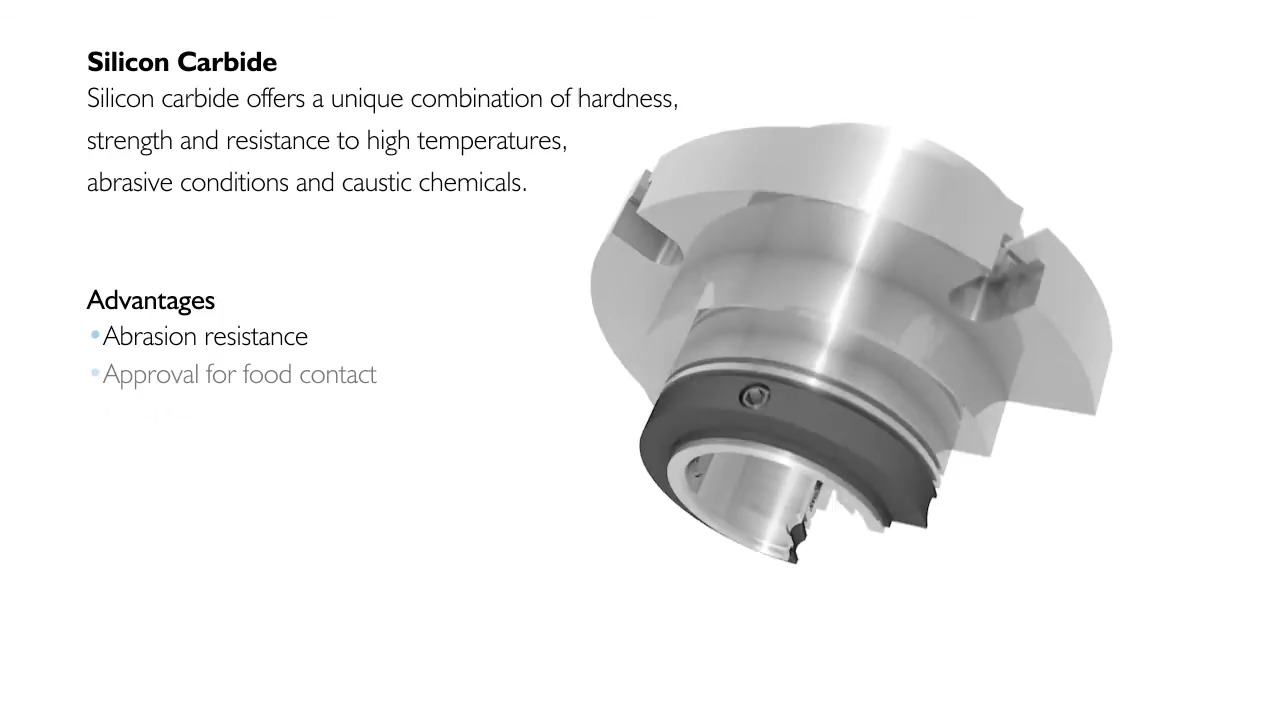 Silicon Carbide
Silicon carbide offers a unique combination of hardness,
strength and resistance to high temperatures,
abrasive conditions and caustic chemicals.
Advantages
•Abrasion resistance
•Approval for food contact